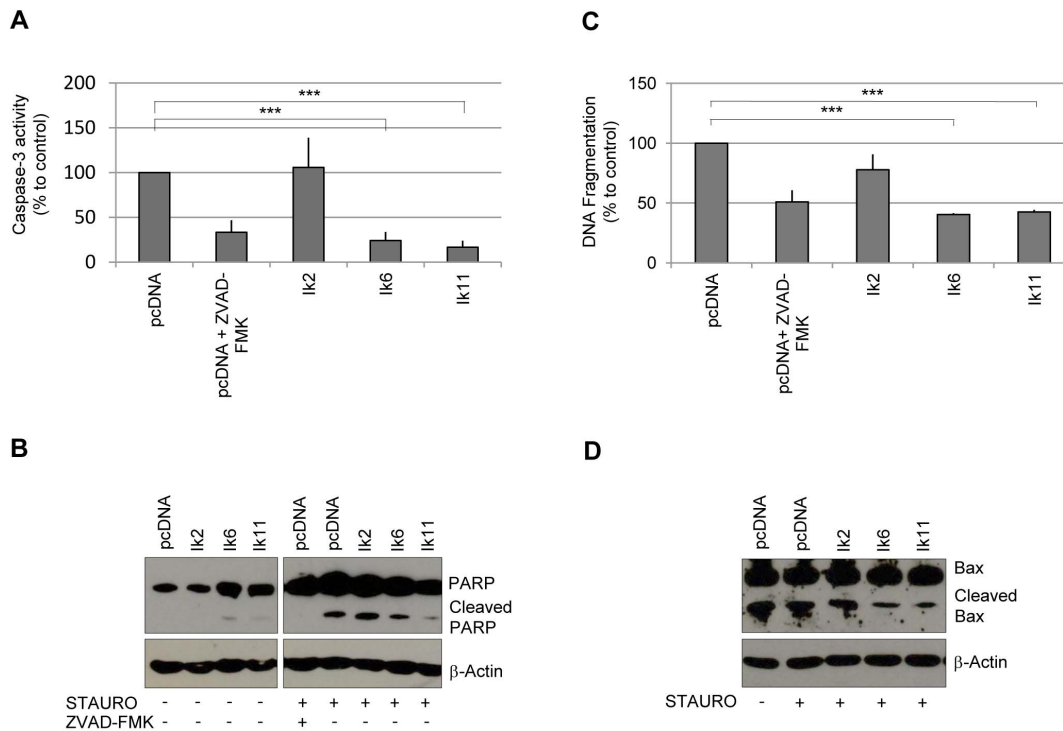 A
Caspase-3 activity
(% to control)
200
150
100
50
0
***
***
pcDNA
pcDNA + ZVAD-
FMK
Ik2
Ik6
Ik11
C
DNA Fragmentation
(% to control)
150
100
50
0
***
***
pcDNA
pcDNA+ ZVAD-
FMK
Ik2
Ik6
Ik11
B
pcDNA Ik2 Ik6 Ik11 pcDNA pcDNA Ik2 Ik6 Ik11
PARP
Cleaved
PARP
β-Actin
STAURO - - - - + + + + +
ZVAD-FMK - - - - + - - - -
D
pcDNA pcDNA Ik2 Ik6 Ik11
Bax
Cleaved
Bax
β-Actin
STAURO - + + + +